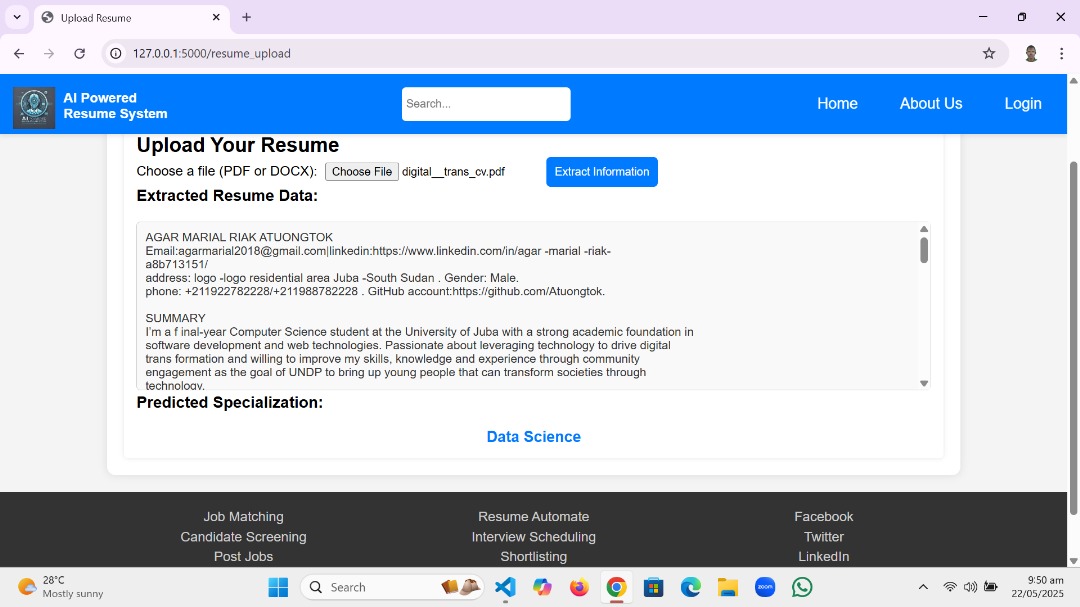 Upload Resume
127.0.0.1:5000/resume_upload
AI Powered
Resume System
Search...
Home
About Us
Login
Upload Your Resume
Choose a file (PDF or DOCX):
Choose File
digital__trans_cv.pdf
Extract Information
Extracted Resume Data:
AGAR MARIAL RIAK ATUONGTOK
Email:agarmarial2018@gmail.com|linkedin:https://www.linkedin.com/in/agar -marial -riak-
a8b713151/
address: logo -logo residential area Juba -South Sudan . Gender: Male.
phone: +211922782228/+211988782228 . GitHub account:https://github.com/Atuongtok.
SUMMARY
I'm a f inal-year Computer Science student at the University of Juba with a strong academic foundation in
software development and web technologies. Passionate about leveraging technology to drive digital
trans formation and willing to improve my skills, knowledge and experience through community
engagement as the goal of UNDP to bring up young people that can transform societies through
technology.
Predicted Specialization:
Data Science
Job Matching
Resume Automate
Facebook
Candidate Screening
Interview Scheduling
Twitter
Post Jobs
Shortlisting
LinkedIn
28°C
Mostly sunny
Search
zoom
9:50 am
22/05/2025